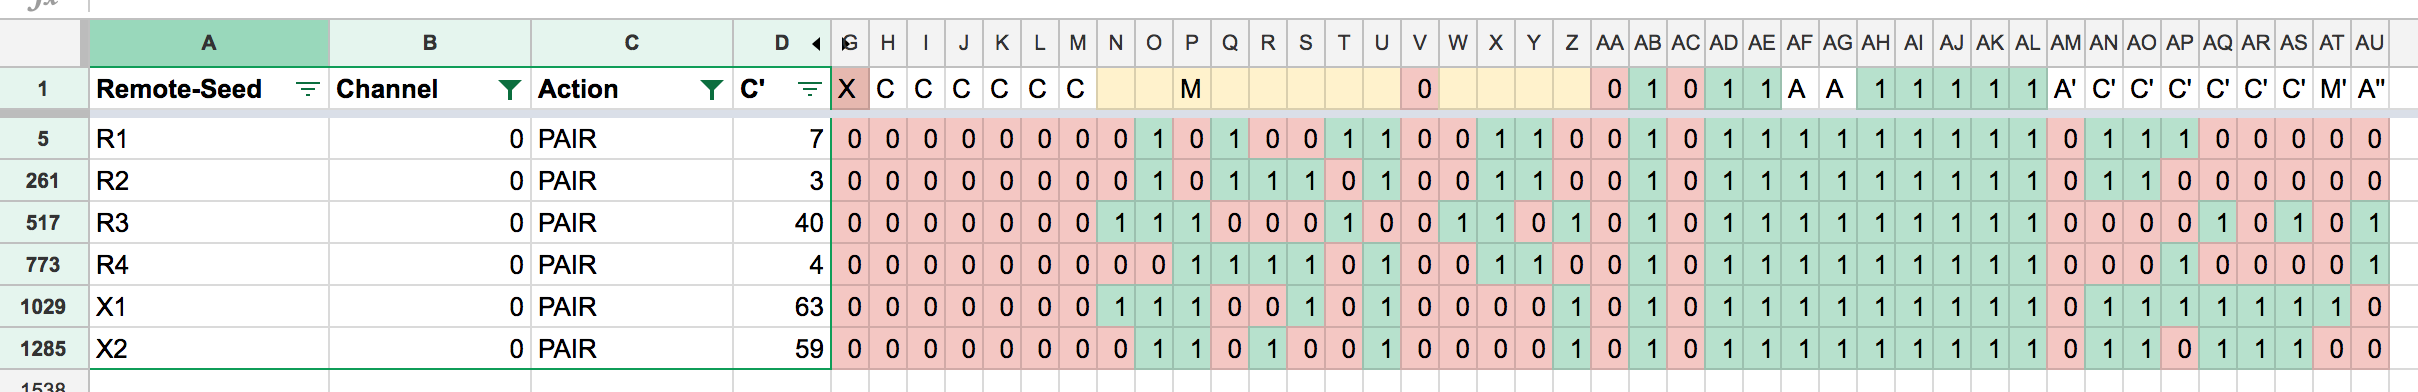 fx
A B C D G H I J K L M N O P Q R S T U V W X Y Z AA AB AC AD AE AF AG AH AI AJ AK AL AM AN AO AP AQ AR AS AT AU
1 Remote-Seed Channel Action C' X C C C C C C M 0 0 1 0 1 1 A A 1 1 1 1 1 A' C' C' C' C' C' C' M' A"
5 R1 0 PAIR 7 0 0 0 0 0 0 0 0 1 0 1 0 0 1 1 0 0 1 1 0 0 1 0 1 1 1 1 1 1 1 1 1 0 1 1 1 0 0 0 0 0
261 R2 0 PAIR 3 0 0 0 0 0 0 0 0 1 0 1 1 1 0 1 0 0 1 1 0 0 1 0 1 1 1 1 1 1 1 1 1 0 1 1 0 0 0 0 0 0
517 R3 0 PAIR 40 0 0 0 0 0 0 0 1 1 1 0 0 0 1 0 0 1 1 0 1 0 1 0 1 1 1 1 1 1 1 1 1 0 0 0 0 1 0 1 0 1
773 R4 0 PAIR 4 0 0 0 0 0 0 0 0 0 1 1 1 1 0 1 0 0 1 1 0 0 1 0 1 1 1 1 1 1 1 1 1 0 0 0 1 0 0 0 0 1
1029 X1 0 PAIR 63 0 0 0 0 0 0 0 1 1 1 0 0 1 0 1 0 0 0 0 1 0 1 0 1 1 1 1 1 1 1 1 1 0 1 1 1 1 1 1 1 0
1285 X2 0 PAIR 59 0 0 0 0 0 0 0 0 1 1 0 1 0 0 1 0 0 0 0 1 0 1 0 1 1 1 1 1 1 1 1 1 0 1 1 0 1 1 1 0 0
1538